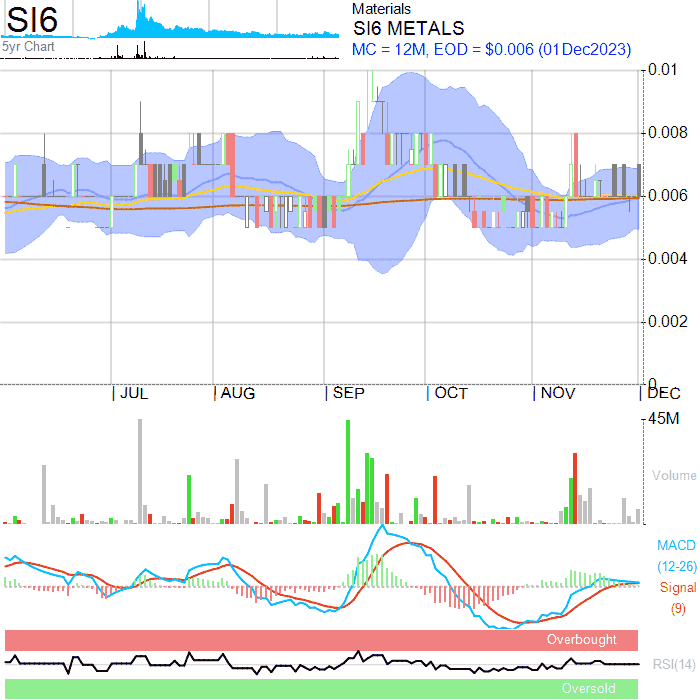 SI6
5yr Chart
Materials
SI6 METALS
MC = 12M, EOD = $0.006 (01Dec2023)
0.01
0.008
0.006
0.004
0.002
0
| JUL | AUG | SEP | OCT | NOV | DEC
45M
Volume
MACD
(12-26)
Signal
(9)
Overbought
RSI(14)
Oversold